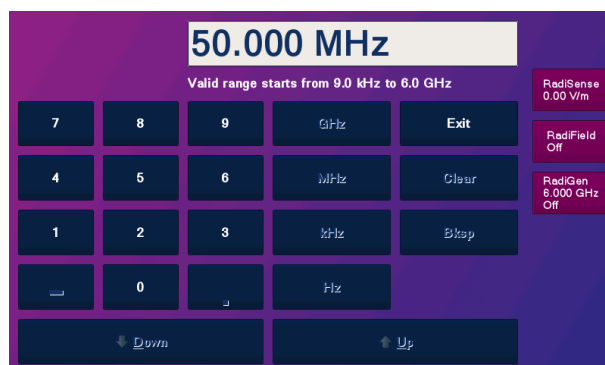 50.000 MHz
Valid range starts from 9.0 kHz to 6.0 GHz
RadiSense
0.00 V/m
7 8 9 GHz Exit
RadiField
Off
4 5 6 MHz Clear
RadiGen
6.000 GHz
Off
1 2 3 kHz Bksp
- 0 . Hz
Down Up